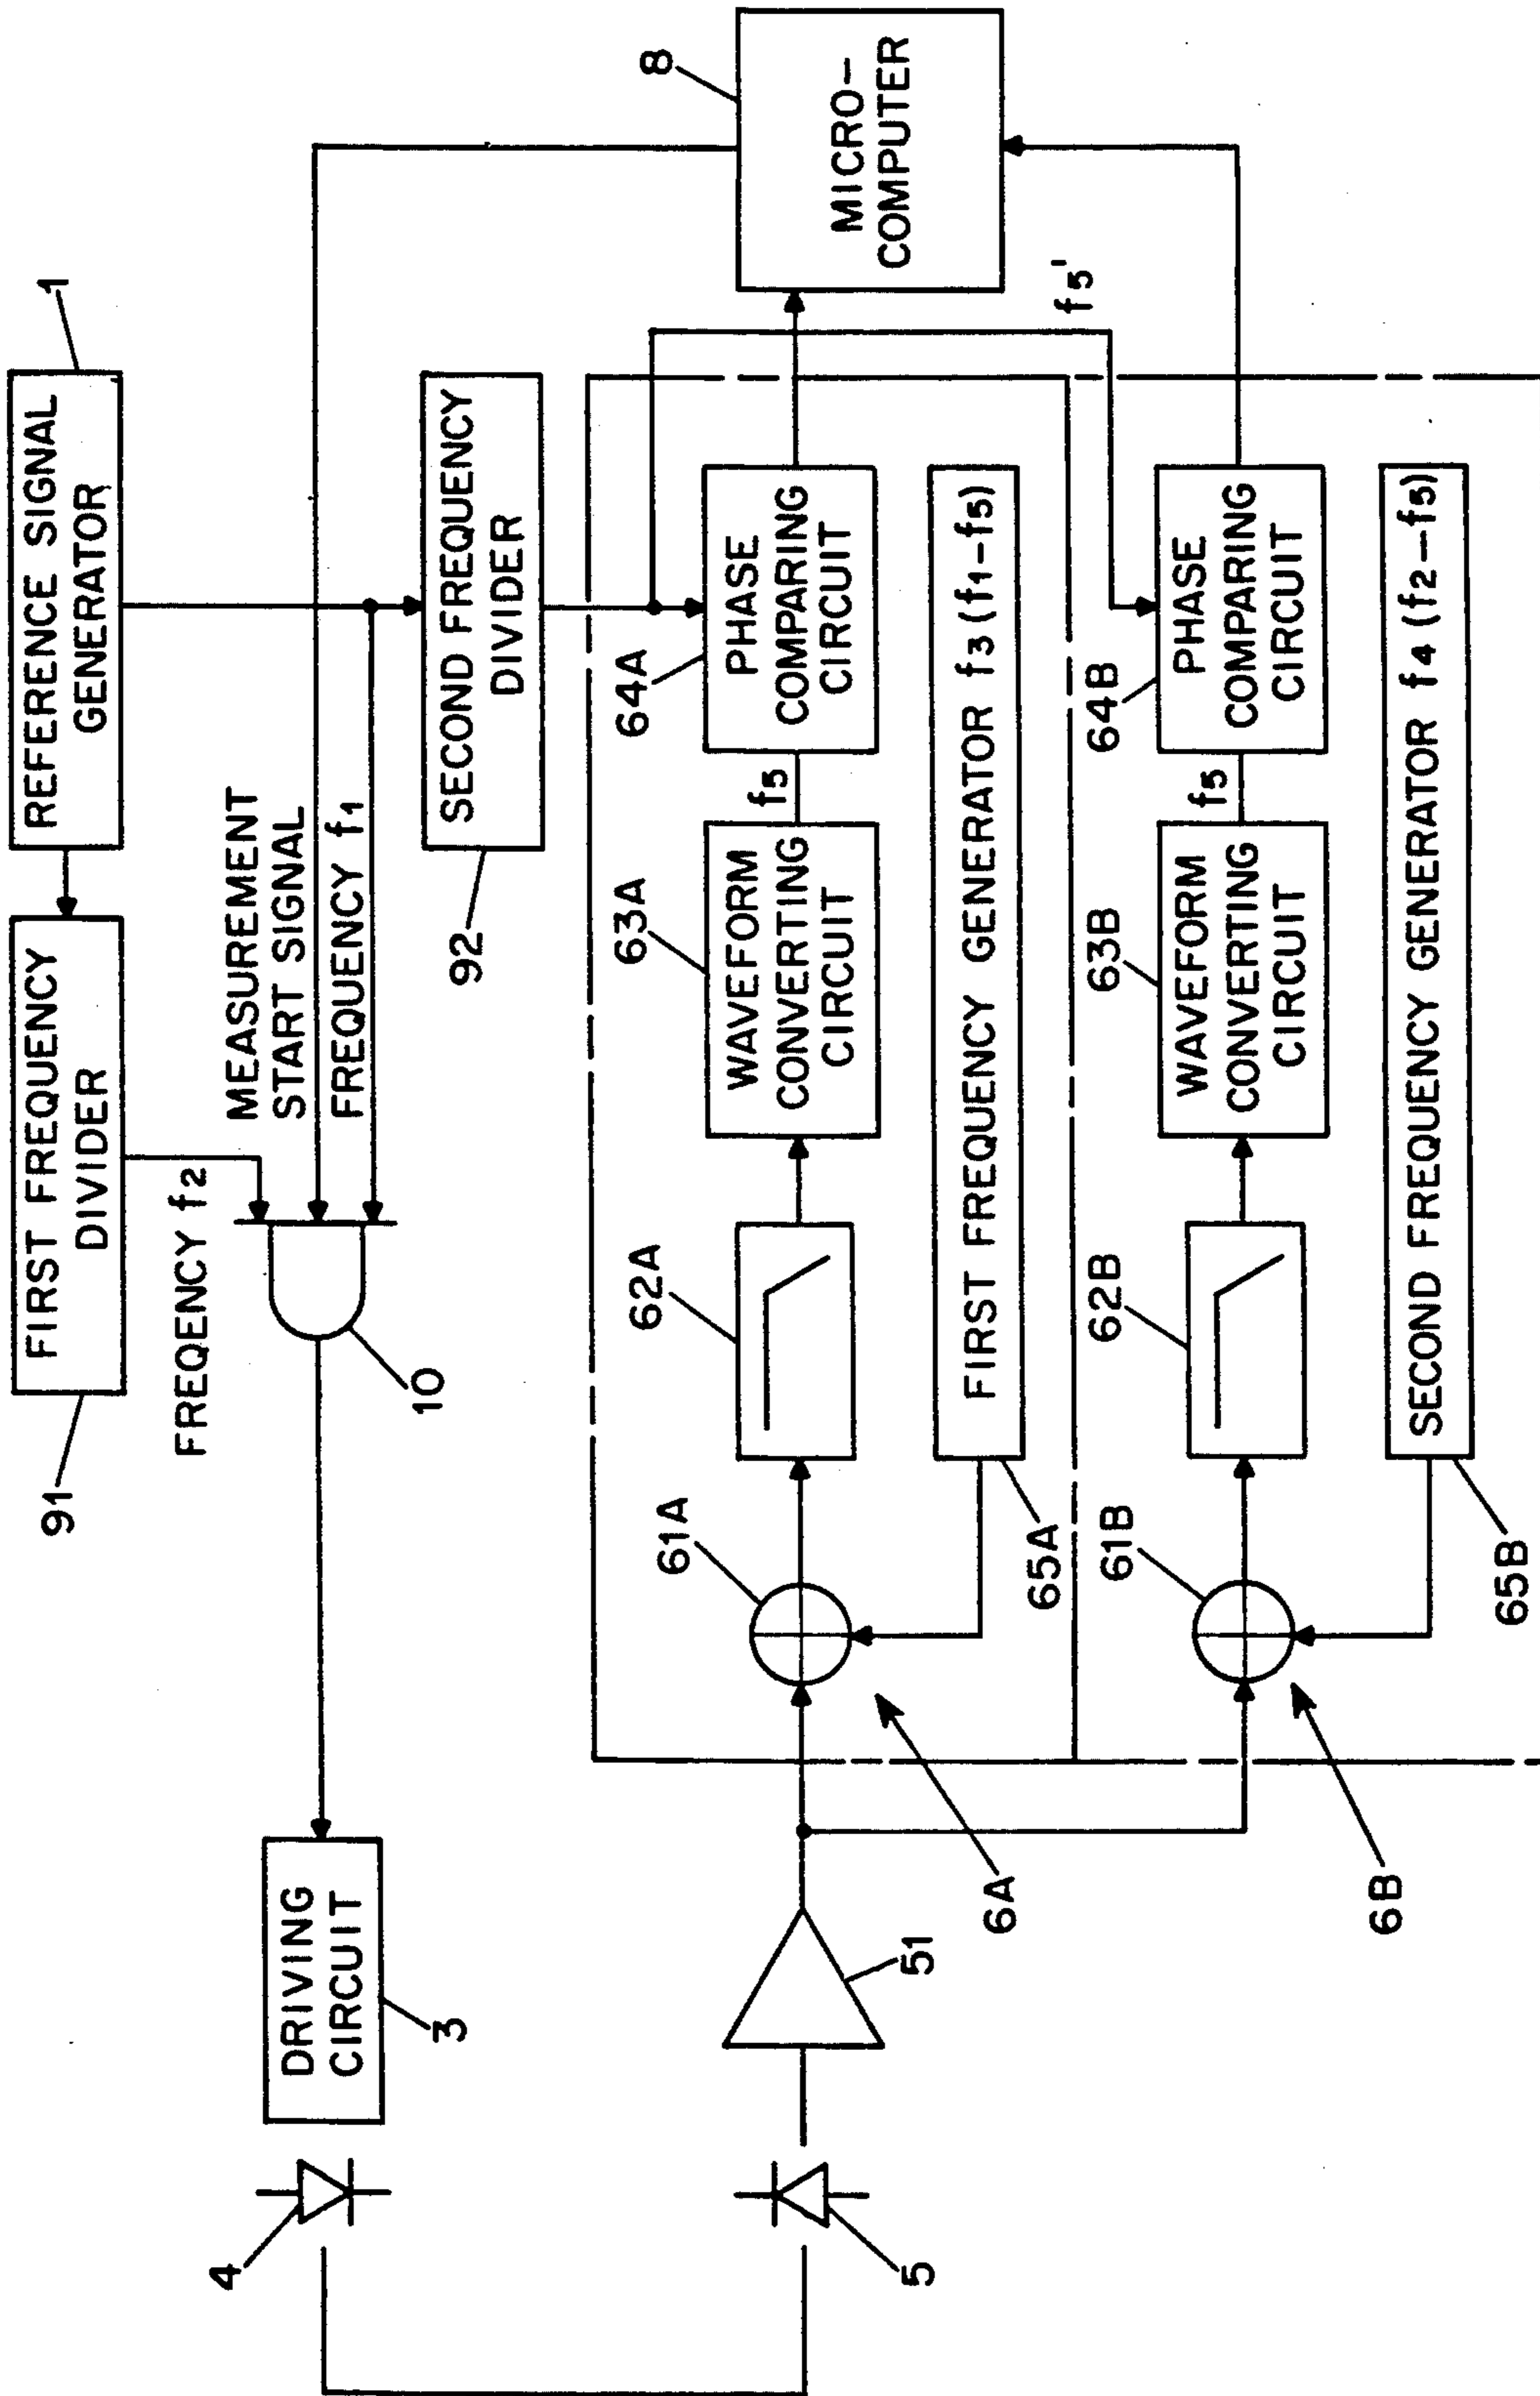 91
FIRST FREQUENCY
DIVIDER
REFERENCE SIGNAL
GENERATOR
1
FREQENCY f2
MEASUREMENT
START SIGNAL
FREQUENCY f1
8
MICRO-
COMPUTER
4
DRIVING
CIRCUIT
3
10
92
SECOND FREQUENCY
DIVIDER
f5'
61A
62A
63A
64A
WAVEFORM
CONVERTING
CIRCUIT
f5
PHASE
COMPARING
CIRCUIT
5
51
6A
65A
FIRST FREQUENCY GENERATOR f3 (f1-f5)
61B
62B
63B
64B
WAVEFORM
CONVERTING
CIRCUIT
f5
PHASE
COMPARING
CIRCUIT
6B
65B
SECOND FREQUENCY GENERATOR f4 (f2-f5)